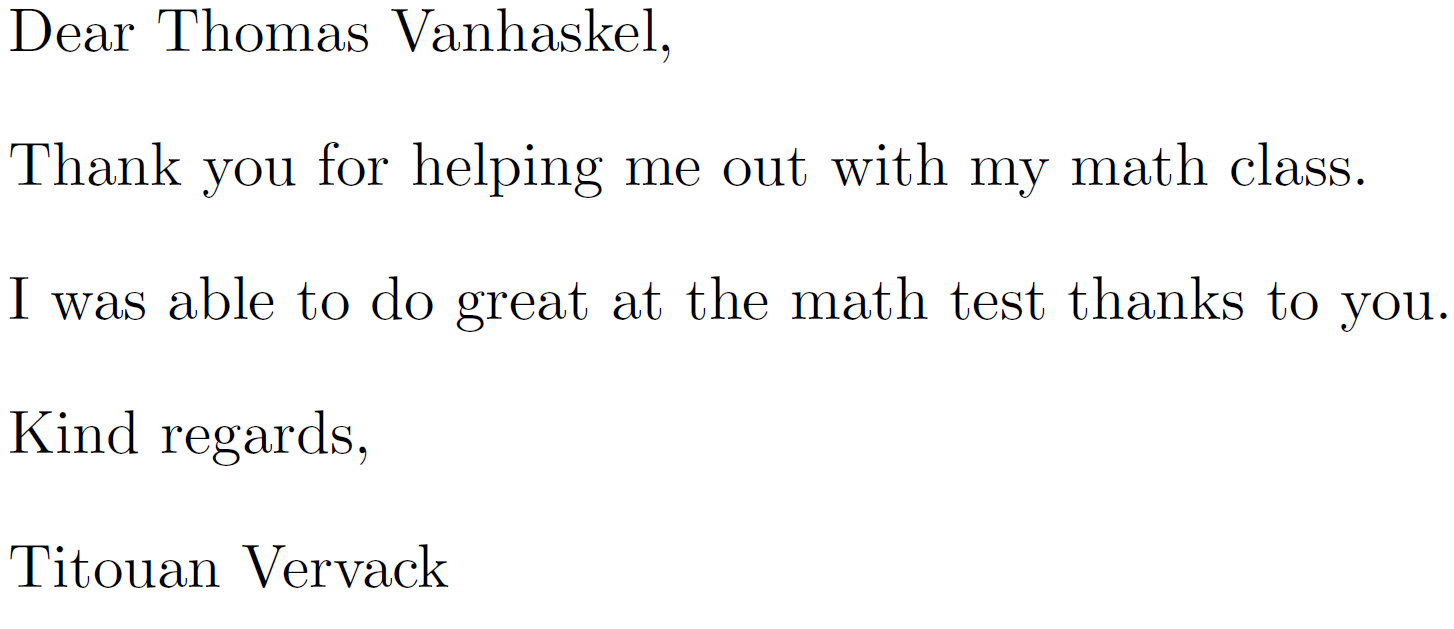 Dear Thomas Vanhaskel,
Thank you for helping me out with my math class.
I was able to do great at the math test thanks to you.
Kind regards,
Titouan Vervack